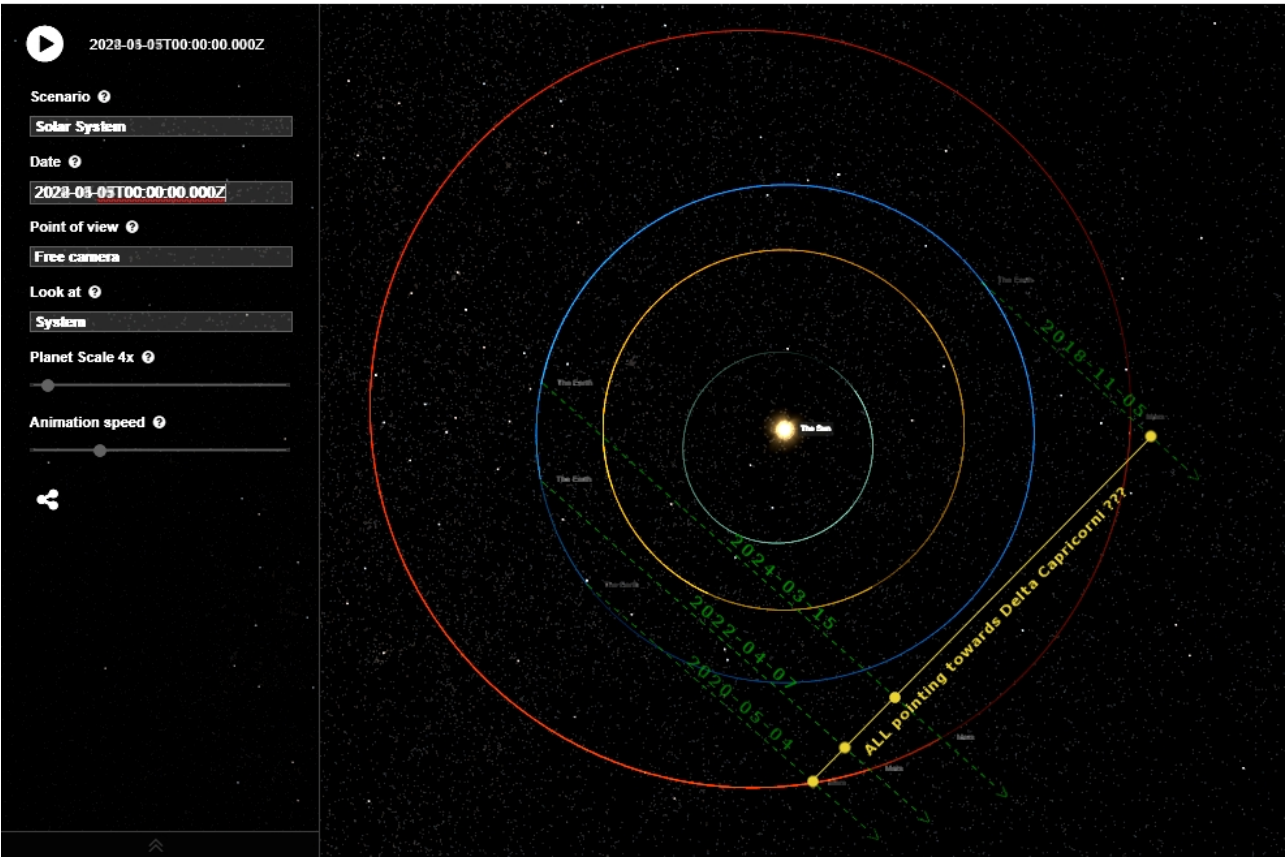 Scenario
Solar System
Date
Point of view
Free camera
Look at
System
Planet Scale 4x
Animation speed
The Earth
2018-11-05
Mars
The Earth
The Sun
The Earth
2024-03-15
ALL pointing towards Delta Capricorni ???
The Earth
2022-04-07
2020-05-04
Mars
Mars
Mars